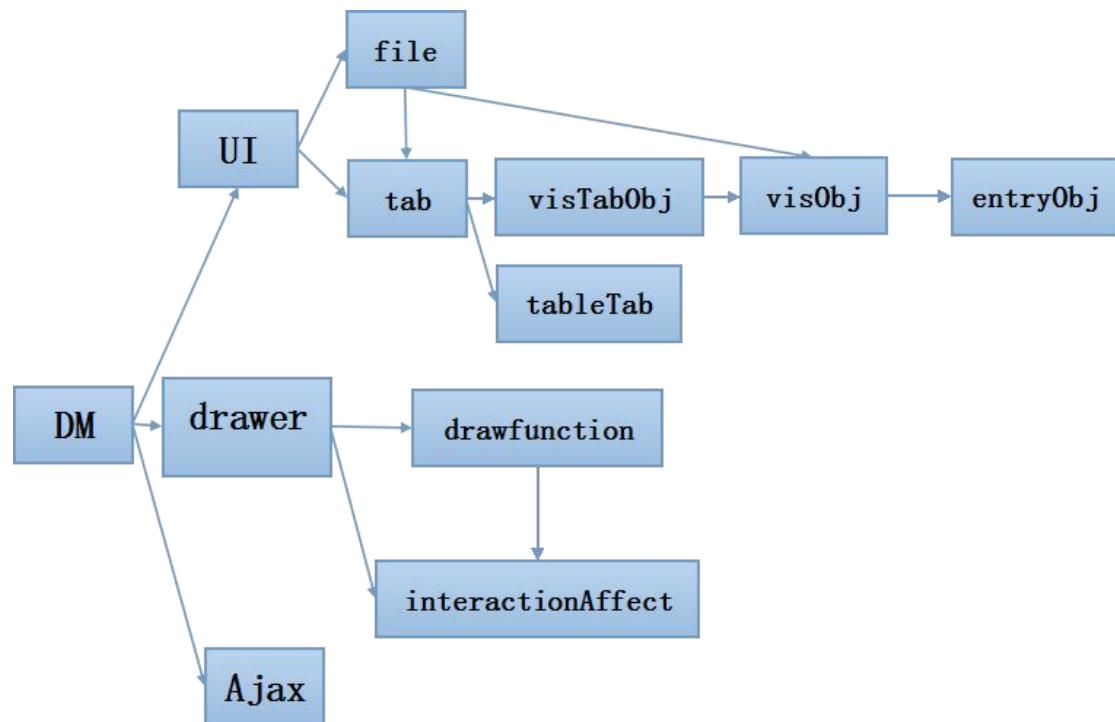 file
UI
tab
visTabObj
visObj
entryObj
tableTab
DM
drawer
drawfunction
interactionAffect
Ajax